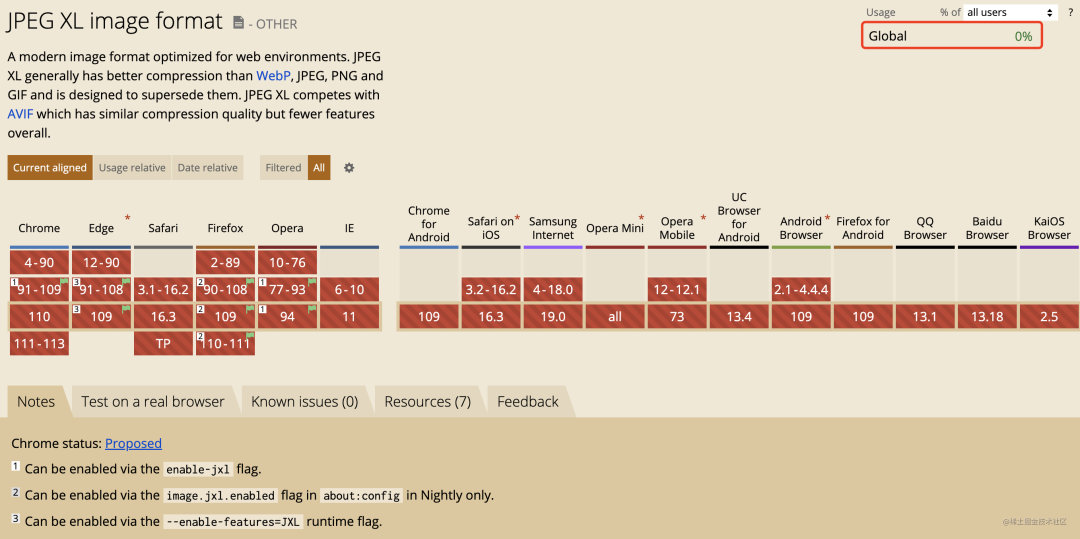 JPEG XL image format - OTHER
Usage % of all users ?
Global 0%
A modern image format optimized for web environments. JPEG
XL generally has better compression than WebP, JPEG, PNG and
GIF and is designed to supersede them. JPEG XL competes with
AVIF which has similar compression quality but fewer features
overall.
Current aligned Usage relative Date relative Filtered All
Chrome Edge * Safari Firefox Opera IE Chrome for Android Safari on iOS * Samsung Internet Opera Mini * Opera Mobile * UC Browser for Android Android Browser * Firefox for Android QQ Browser Baidu Browser KaiOS Browser
4-90 12-90 2-89 10-76
1 91-109 3 91-108 3.1-16.2 2 90-108 1 77-93 6-10 3.2-16.2 4-18.0 12-12.1 2.1-4.4.4
110 3 109 16.3 2 109 1 94 11 109 16.3 19.0 all 73 13.4 109 109 13.1 13.18 2.5
111-113 TP 2 110-111
Notes Test on a real browser Known issues (0) Resources (7) Feedback
Chrome status: Proposed
1 Can be enabled via the enable-jxl flag.
2 Can be enabled via the image.jxl.enabled flag in about:config in Nightly only.
3 Can be enabled via the --enable-features=JXL runtime flag.
@稀土掘金技术社区